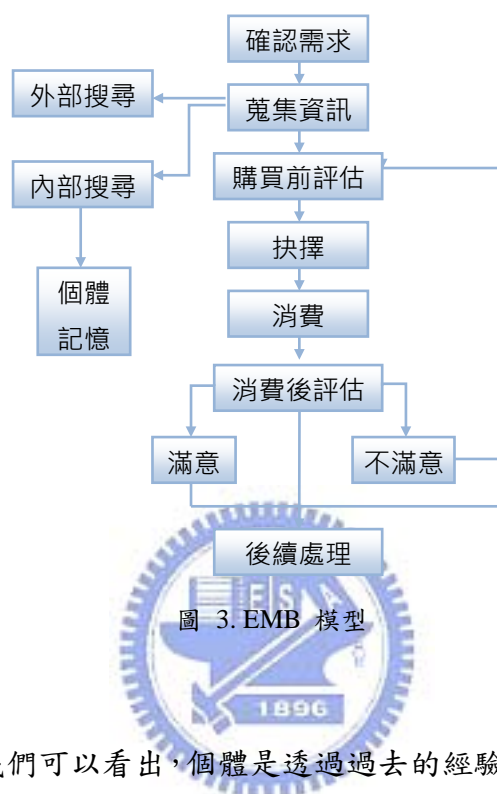 確認需求
外部搜尋
蒐集資訊
內部搜尋
購買前評估
抉擇
個體
記憶
消費
消費後評估
滿意
不滿意
後續處理
圖 3. EMB 模型
E S A
1896
們可以看出，個體是透過過去的經驗